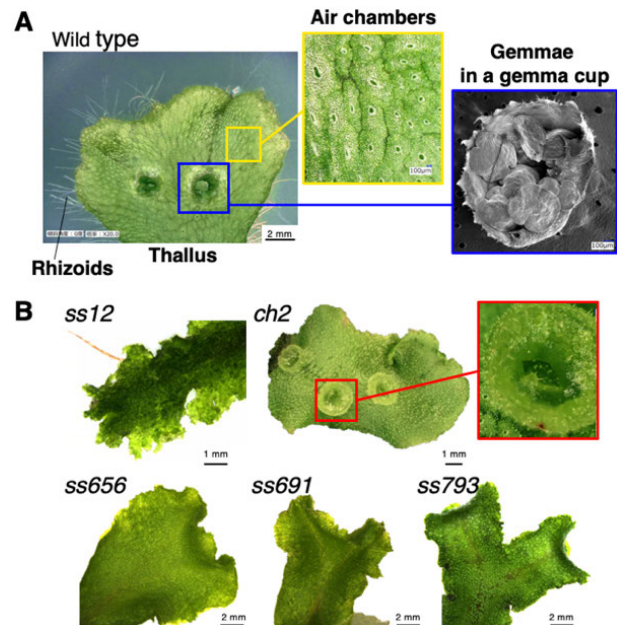 A
Wild type
Air chambers
Gemmae
in a gemma cup
100μm
100μm
Rhizoids
Thallus
2 mm
B
ss12
ch2
1 mm
1 mm
ss656
ss691
ss793
2 mm
2 mm
2 mm